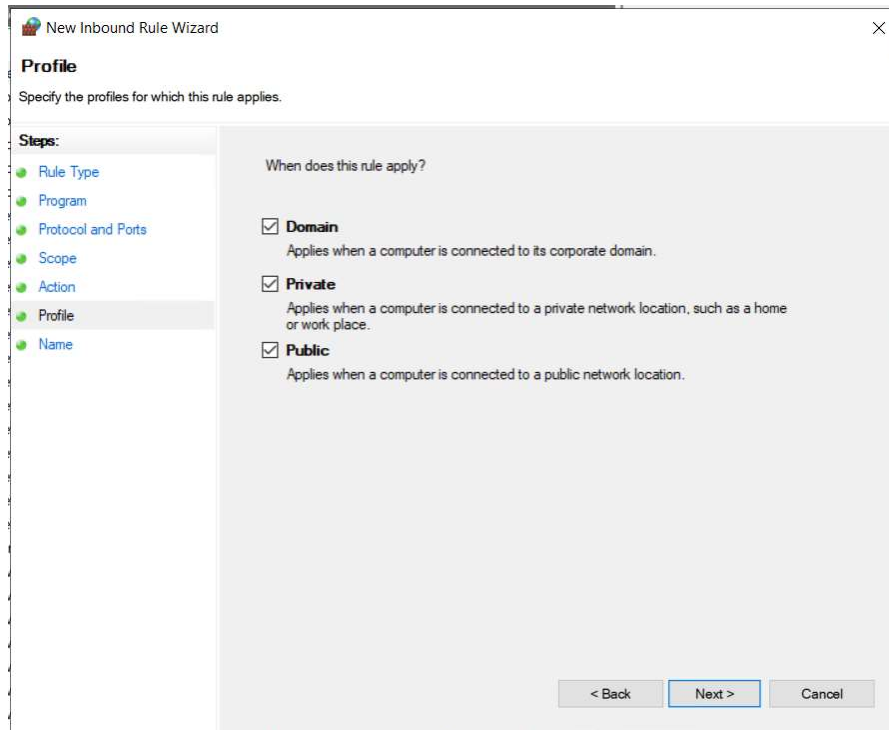 New Inbound Rule Wizard
Profile
Specify the profiles for which this rule applies.
Steps:
Rule Type
Program
Protocol and Ports
Scope
Action
Profile
Name
When does this rule apply?
Domain
Applies when a computer is connected to its corporate domain.
Private
Applies when a computer is connected to a private network location, such as a home
or work place.
Public
Applies when a computer is connected to a public network location.
< Back
Next >
Cancel